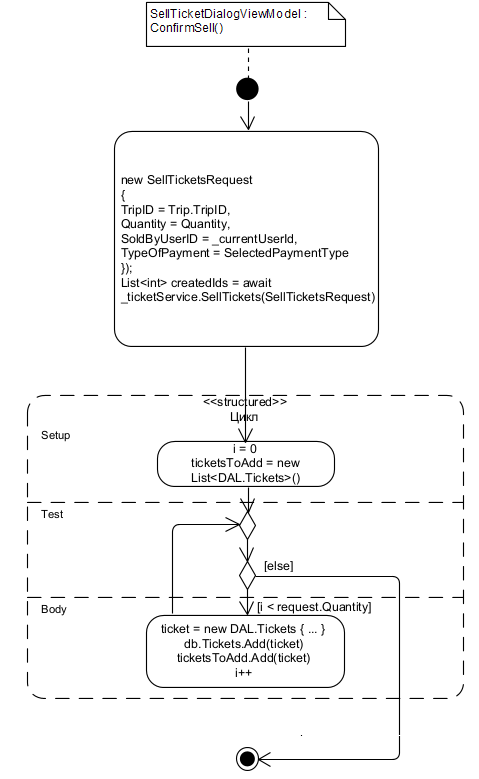 SellTicketDialogViewModel :
ConfirmSell()
new SellTicketsRequest
{
TripID = Trip.TripID,
Quantity = Quantity,
SoldByUserID = _currentUserId,
TypeOfPayment = SelectedPaymentType
});
List<int> createdIds = await
_ticketService.SellTickets(SellTicketsRequest)
<<structured>>
Цикл
Setup
i = 0
ticketsToAdd = new
List<DAL.Tickets>()
Test
[else]
Body
[i < request.Quantity]
ticket = new DAL.Tickets { ... }
db.Tickets.Add(ticket)
ticketsToAdd.Add(ticket)
i++